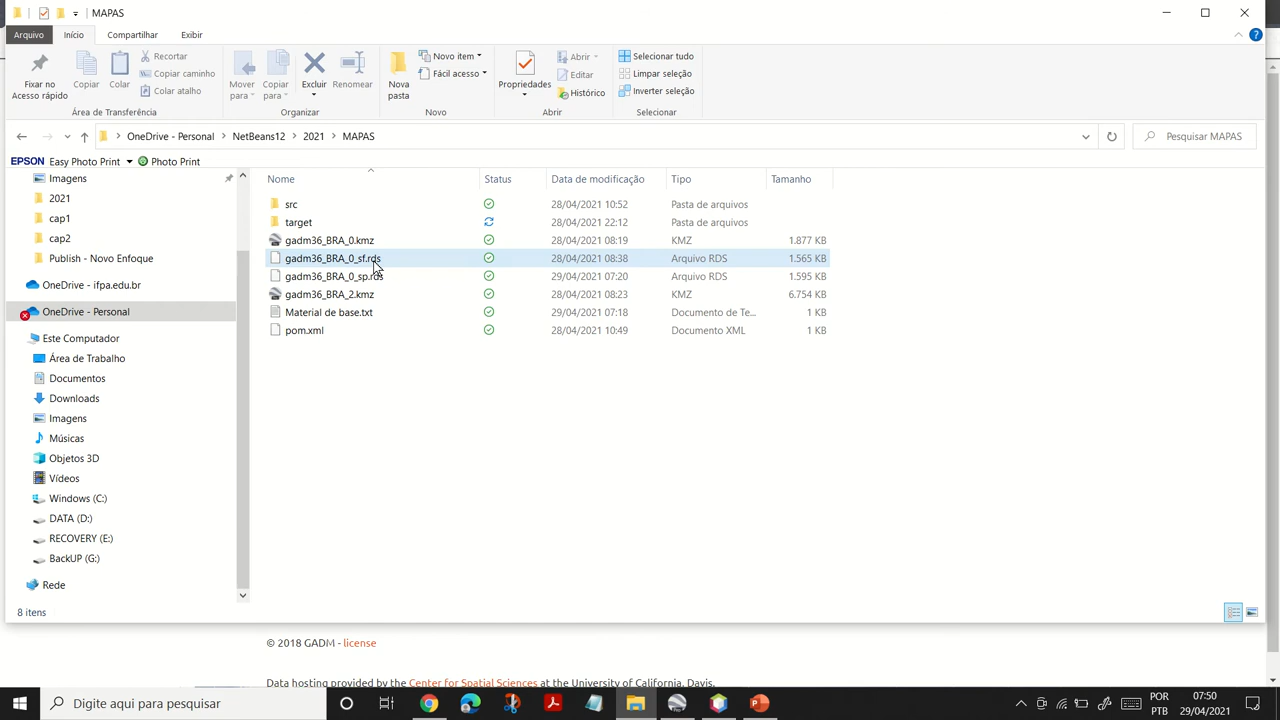 MAPAS
Arquivo Início Compartilhar Exibir
Fixar no Acesso rápido
Copiar
Colar
Recortar
Copiar caminho
Colar atalho
Área de Transferência
Mover para
Copiar para
Excluir
Renomear
Organizar
Nova pasta
Novo item
Fácil acesso
Novo
Propriedades
Abrir
Editar
Histórico
Abrir
Selecionar tudo
Limpar seleção
Inverter seleção
Selecionar
OneDrive - Personal NetBeans12 2021 MAPAS
Pesquisar MAPAS
EPSON Easy Photo Print Photo Print
Imagens
2021
cap1
cap2
Publish - Novo Enfoque
OneDrive - ifpa.edu.br
OneDrive - Personal
Este Computador
Área de Trabalho
Documentos
Downloads
Imagens
Músicas
Objetos 3D
Vídeos
Windows (C:)
DATA (D:)
RECOVERY (E:)
BackUP (G:)
Rede
Nome Status Data de modificação Tipo Tamanho
src 28/04/2021 10:52 Pasta de arquivos
target 28/04/2021 22:12 Pasta de arquivos
gadm36_BRA_0.kmz 28/04/2021 08:19 KMZ 1.877 KB
gadm36_BRA_0_sf.rds 28/04/2021 08:38 Arquivo RDS 1.565 KB
gadm36_BRA_0_sp.rds 29/04/2021 07:20 Arquivo RDS 1.595 KB
gadm36_BRA_2.kmz 28/04/2021 08:23 KMZ 6.754 KB
Material de base.txt 29/04/2021 07:18 Documento de Te... 1 KB
pom.xml 28/04/2021 10:49 Documento XML 1 KB
8 itens
© 2018 GADM - license
Data hosting provided by the Center for Spatial Sciences at the University of California, Davis.
Digite aqui para pesquisar
POR
PTB
07:50
29/04/2021